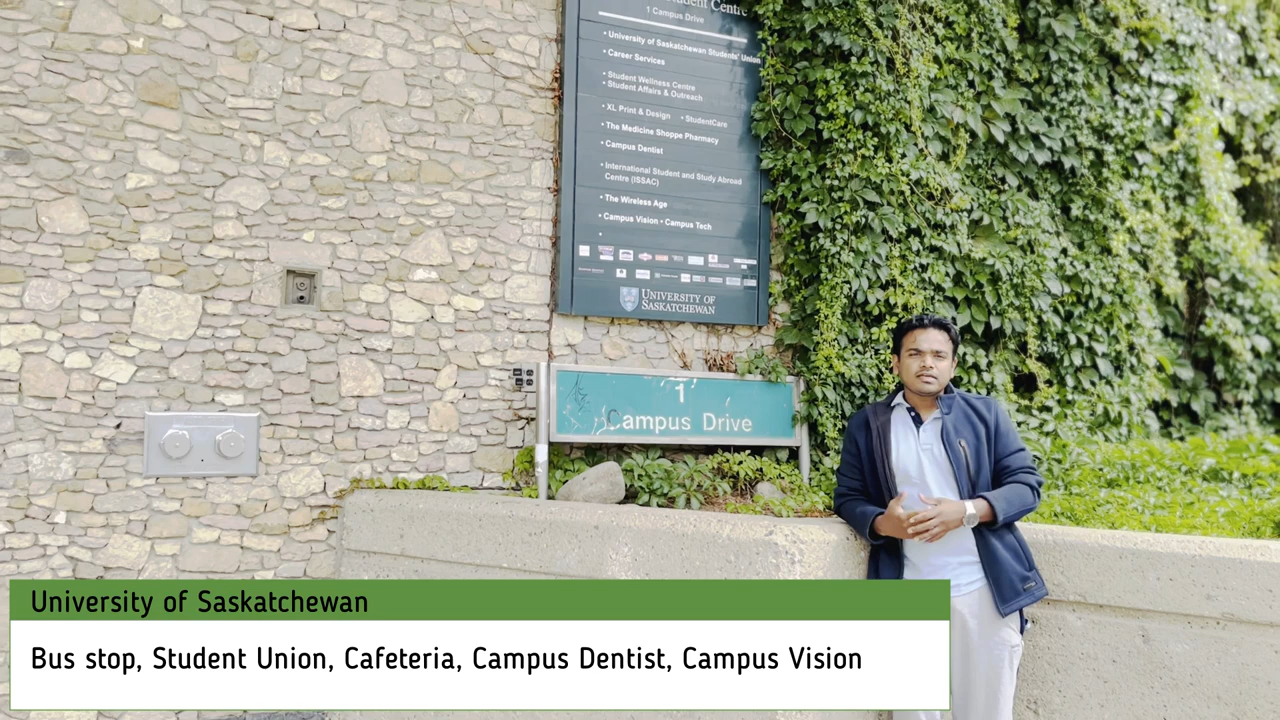 Student Centre
1 Campus Drive
• University of Saskatchewan Students' Union
• Career Services
• Student Wellness Centre
• Student Affairs & Outreach
• XL Print & Design • StudentCare
• The Medicine Shoppe Pharmacy
• Campus Dentist
• International Student and Study Abroad
Centre (ISSAC)
• The Wireless Age
• Campus Vision • Campus Tech
•
UNIVERSITY OF
SASKATCHEWAN
1
Campus Drive
University of Saskatchewan
Bus stop, Student Union, Cafeteria, Campus Dentist, Campus Vision